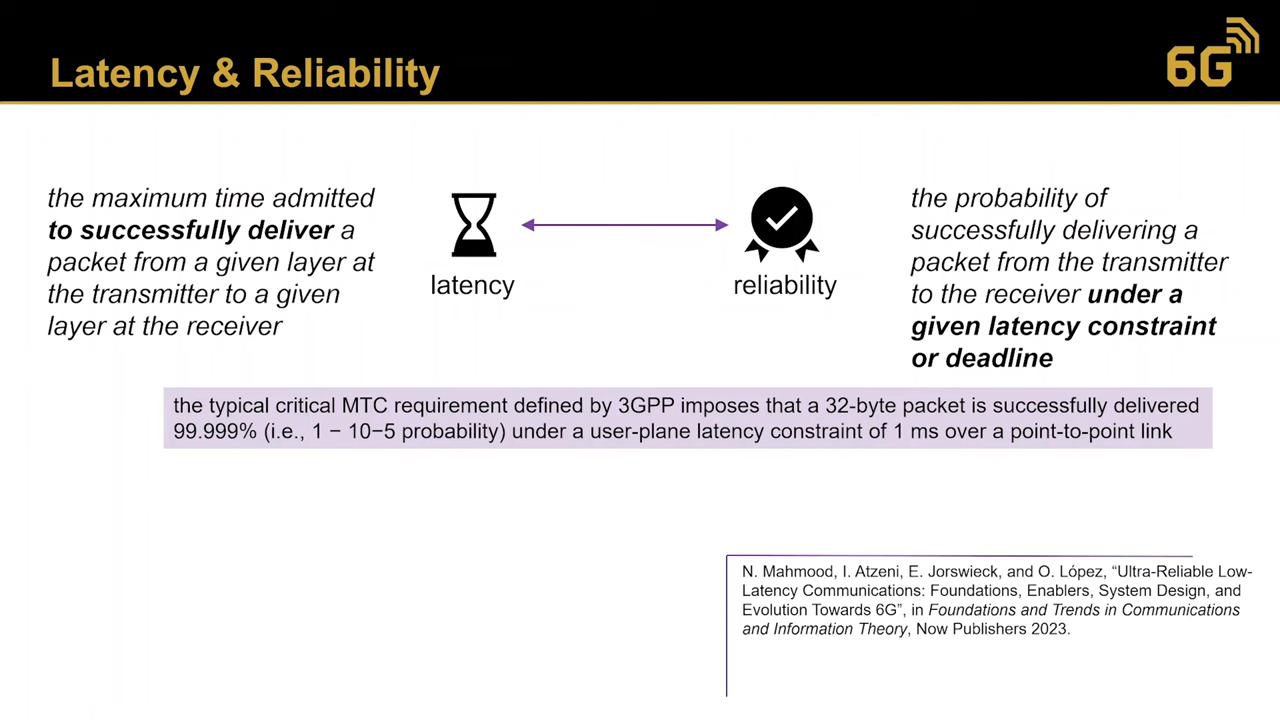 Latency & Reliability
6G
the maximum time admitted
to successfully deliver a
packet from a given layer at
the transmitter to a given
layer at the receiver
latency
reliability
the probability of
successfully delivering a
packet from the transmitter
to the receiver under a
given latency constraint
or deadline
the typical critical MTC requirement defined by 3GPP imposes that a 32-byte packet is successfully delivered
99.999% (i.e., 1 − 10−5 probability) under a user-plane latency constraint of 1 ms over a point-to-point link
N. Mahmood, I. Atzeni, E. Jorswieck, and O. López, “Ultra-Reliable Low-
Latency Communications: Foundations, Enablers, System Design, and
Evolution Towards 6G”, in Foundations and Trends in Communications
and Information Theory, Now Publishers 2023.